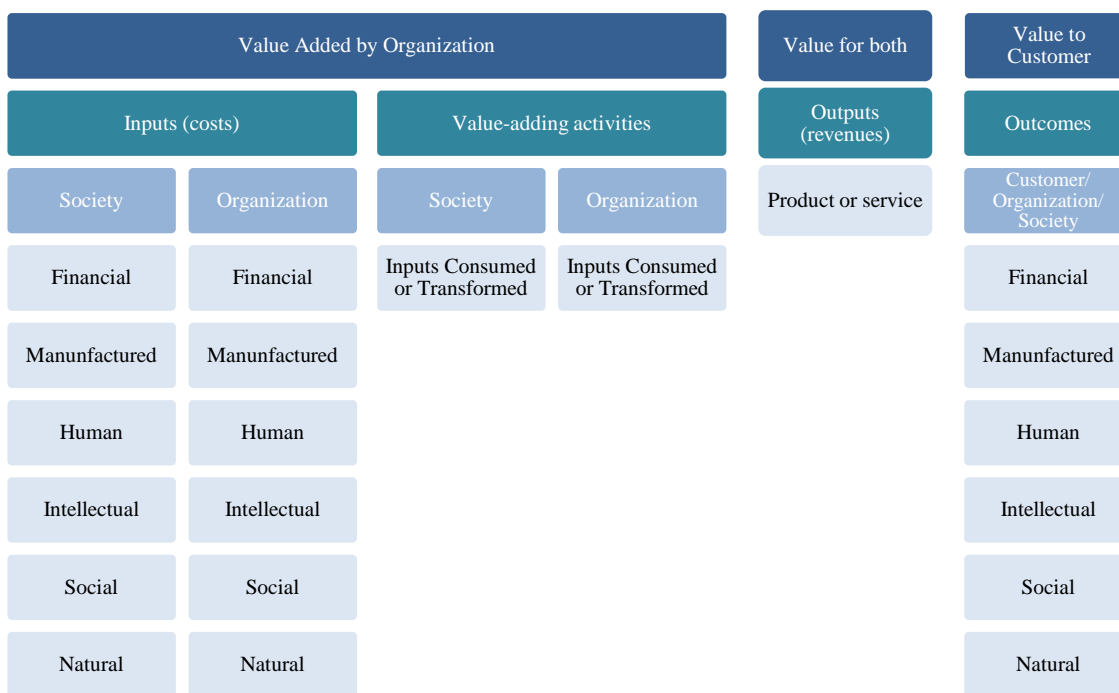 Value Added by Organization
Value for both
Value to
Customer
Inputs (costs)
Value-adding activities
Outputs
(revenues)
Outcomes
Society
Organization
Society
Organization
Product or service
Customer/
Organization/
Society
Financial
Financial
Inputs Consumed
or Transformed
Inputs Consumed
or Transformed
Financial
Manunfactured
Manunfactured
Manunfactured
Human
Human
Human
Intellectual
Intellectual
Intellectual
Social
Social
Social
Natural
Natural
Natural